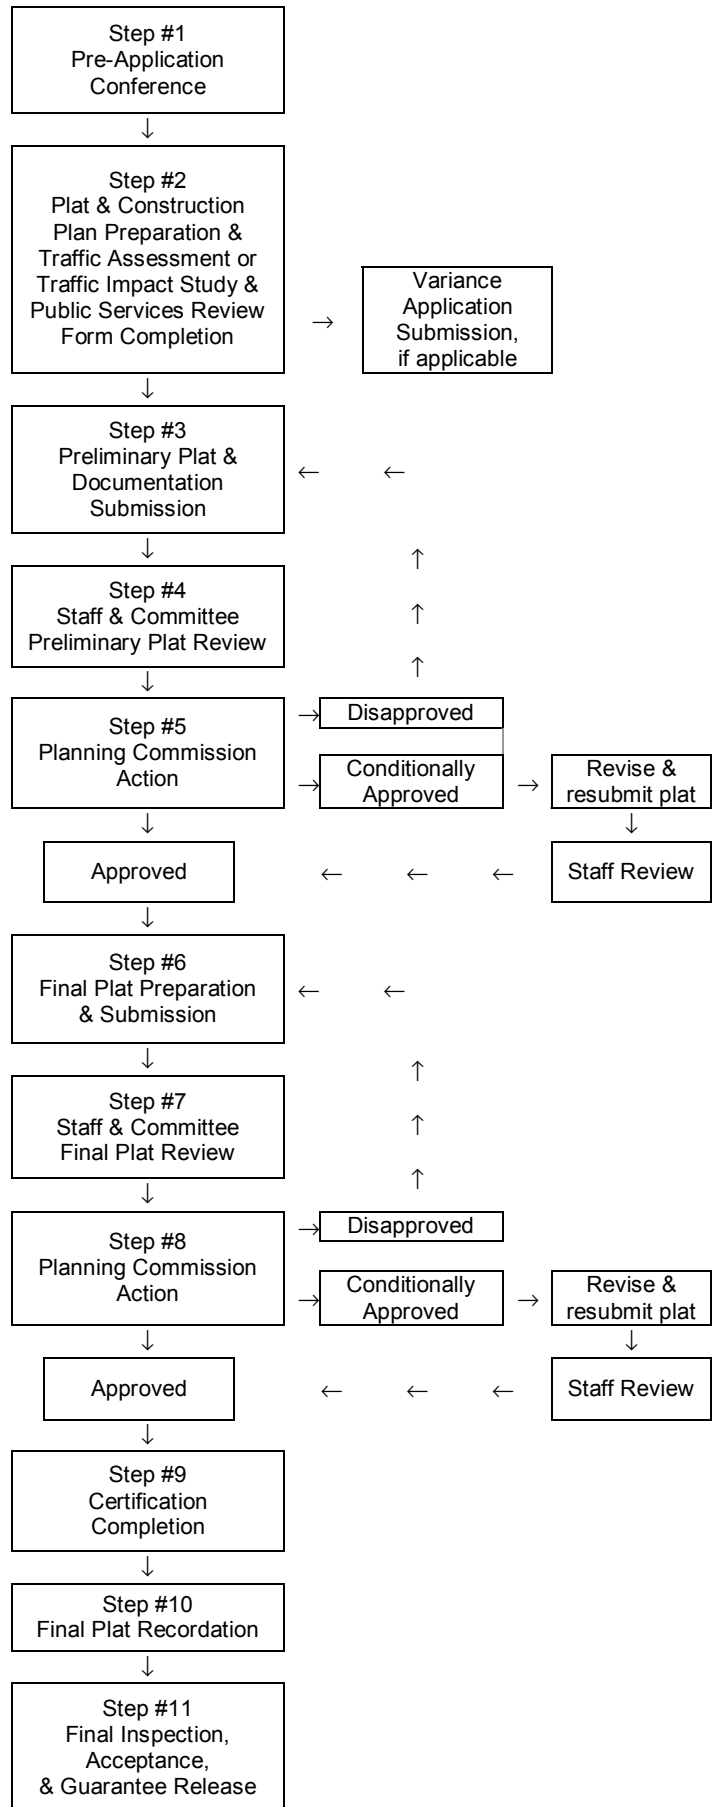 Step #1
Pre-Application
Conference
↓
Step #2
Plat & Construction
Plan Preparation &
Traffic Assessment or
Traffic Impact Study &
Public Services Review
Form Completion
→
Variance
Application
Submission,
if applicable
↓
Step #3
Preliminary Plat &
Documentation
Submission
← ←
↓
↑
Step #4
Staff & Committee
Preliminary Plat Review
↑
↑
↓
Step #5
Planning Commission
Action
→
Disapproved
→
Conditionally
Approved
→
Revise &
resubmit plat
↓
↓
Approved
← ← ←
Staff Review
↓
Step #6
Final Plat Preparation
& Submission
← ←
↓
↑
Step #7
Staff & Committee
Final Plat Review
↑
↑
↓
Step #8
Planning Commission
Action
→
Disapproved
→
Conditionally
Approved
→
Revise &
resubmit plat
↓
↓
Approved
← ← ←
Staff Review
↓
Step #9
Certification
Completion
↓
Step #10
Final Plat Recordation
↓
Step #11
Final Inspection,
Acceptance,
& Guarantee Release